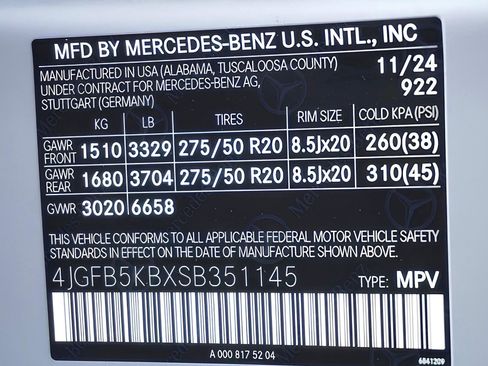 MFD BY MERCEDES-BENZ U.S. INTL., INC
MANUFACTURED IN USA (ALABAMA, TUSCALOOSA COUNTY) 11/24
UNDER CONTRACT FOR MERCEDES-BENZ AG, 922
STUTTGART (GERMANY)
KG LB TIRES RIM SIZE COLD KPA (PSI)
GAWR FRONT 1510 3329 275/50 R20 8.5Jx20 260(38)
GAWR REAR 1680 3704 275/50 R20 8.5Jx20 310(45)
GVWR 3020 6658
THIS VEHICLE CONFORMS TO ALL APPLICABLE FEDERAL MOTOR VEHICLE SAFETY
STANDARDS IN EFFECT ON THE DATE OF MANUFACTURE SHOWN ABOVE.
4JGFB5KBXSB351145 TYPE: MPV
A 000 817 52 04 6841209